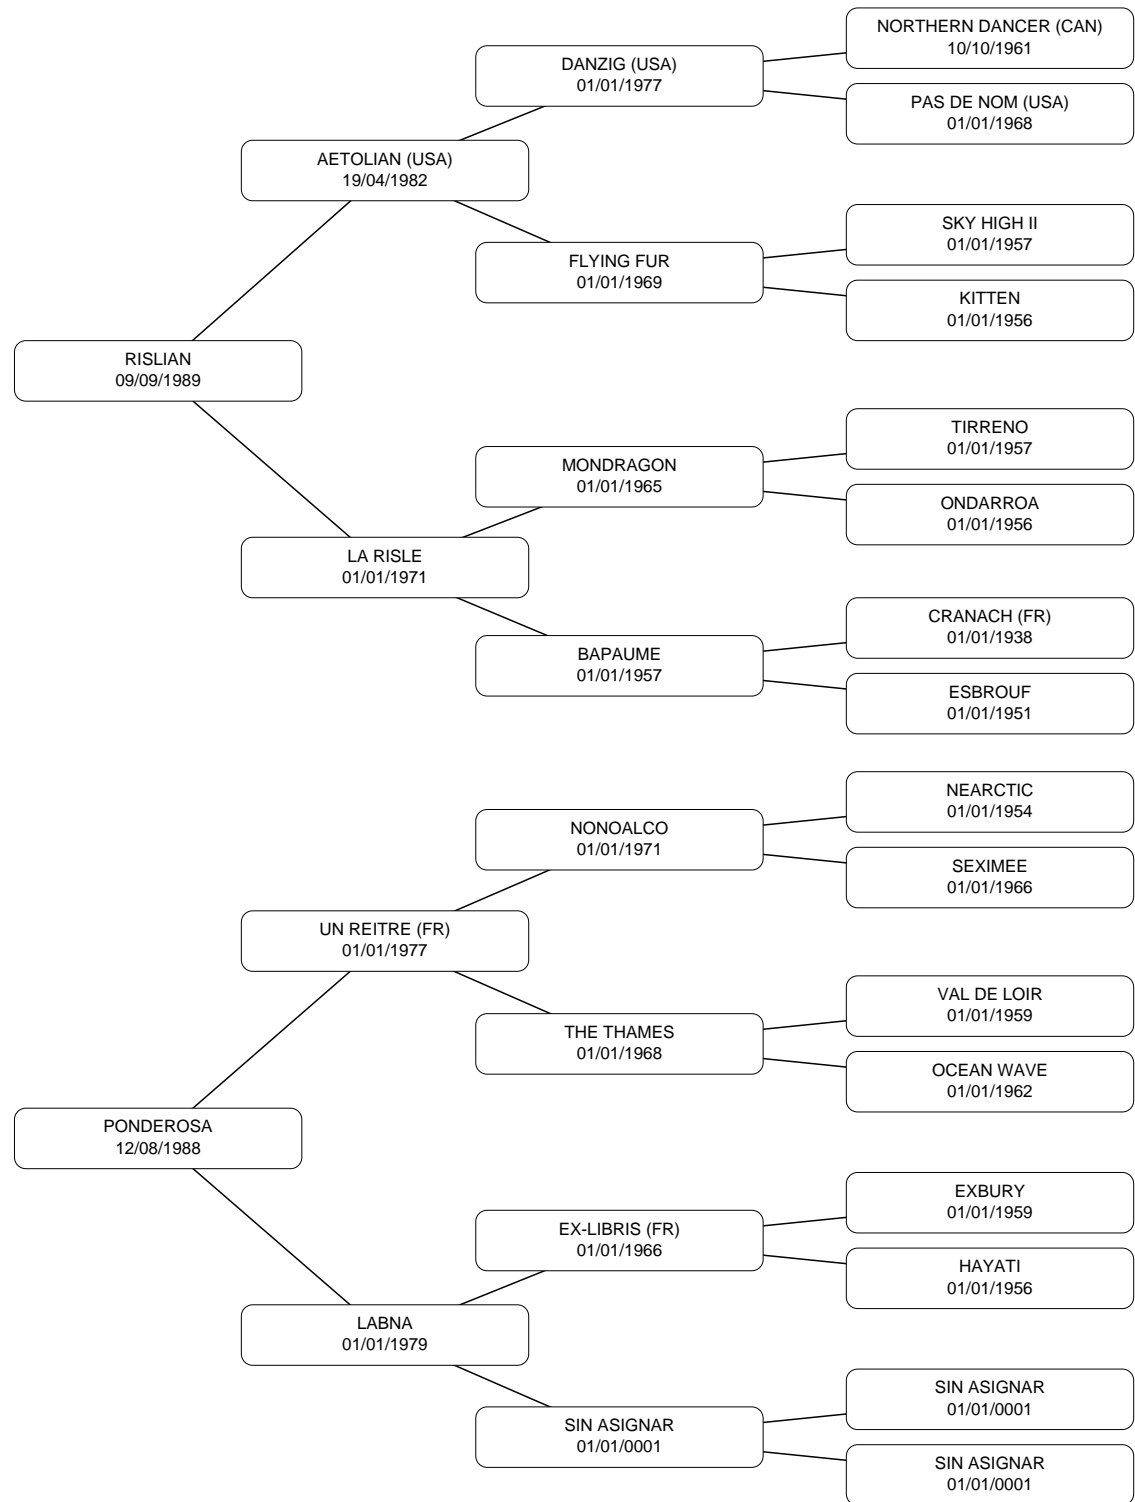 NORTHERN DANCER (CAN)
10/10/1961
DANZIG (USA)
01/01/1977
PAS DE NOM (USA)
01/01/1968
AETOLIAN (USA)
19/04/1982
SKY HIGH II
01/01/1957
FLYING FUR
01/01/1969
KITTEN
01/01/1956
RISLIAN
09/09/1989
TIRRENO
01/01/1957
MONDRAGON
01/01/1965
ONDARROA
01/01/1956
LA RISLE
01/01/1971
CRANACH (FR)
01/01/1938
BAPAUME
01/01/1957
ESBROUF
01/01/1951
NEARCTIC
01/01/1954
NONOALCO
01/01/1971
SEXIMEE
01/01/1966
UN REITRE (FR)
01/01/1977
VAL DE LOIR
01/01/1959
THE THAMES
01/01/1968
OCEAN WAVE
01/01/1962
PONDEROSA
12/08/1988
EXBURY
01/01/1959
EX-LIBRIS (FR)
01/01/1966
HAYATI
01/01/1956
LABNA
01/01/1979
SIN ASIGNAR
01/01/0001
SIN ASIGNAR
01/01/0001
SIN ASIGNAR
01/01/0001